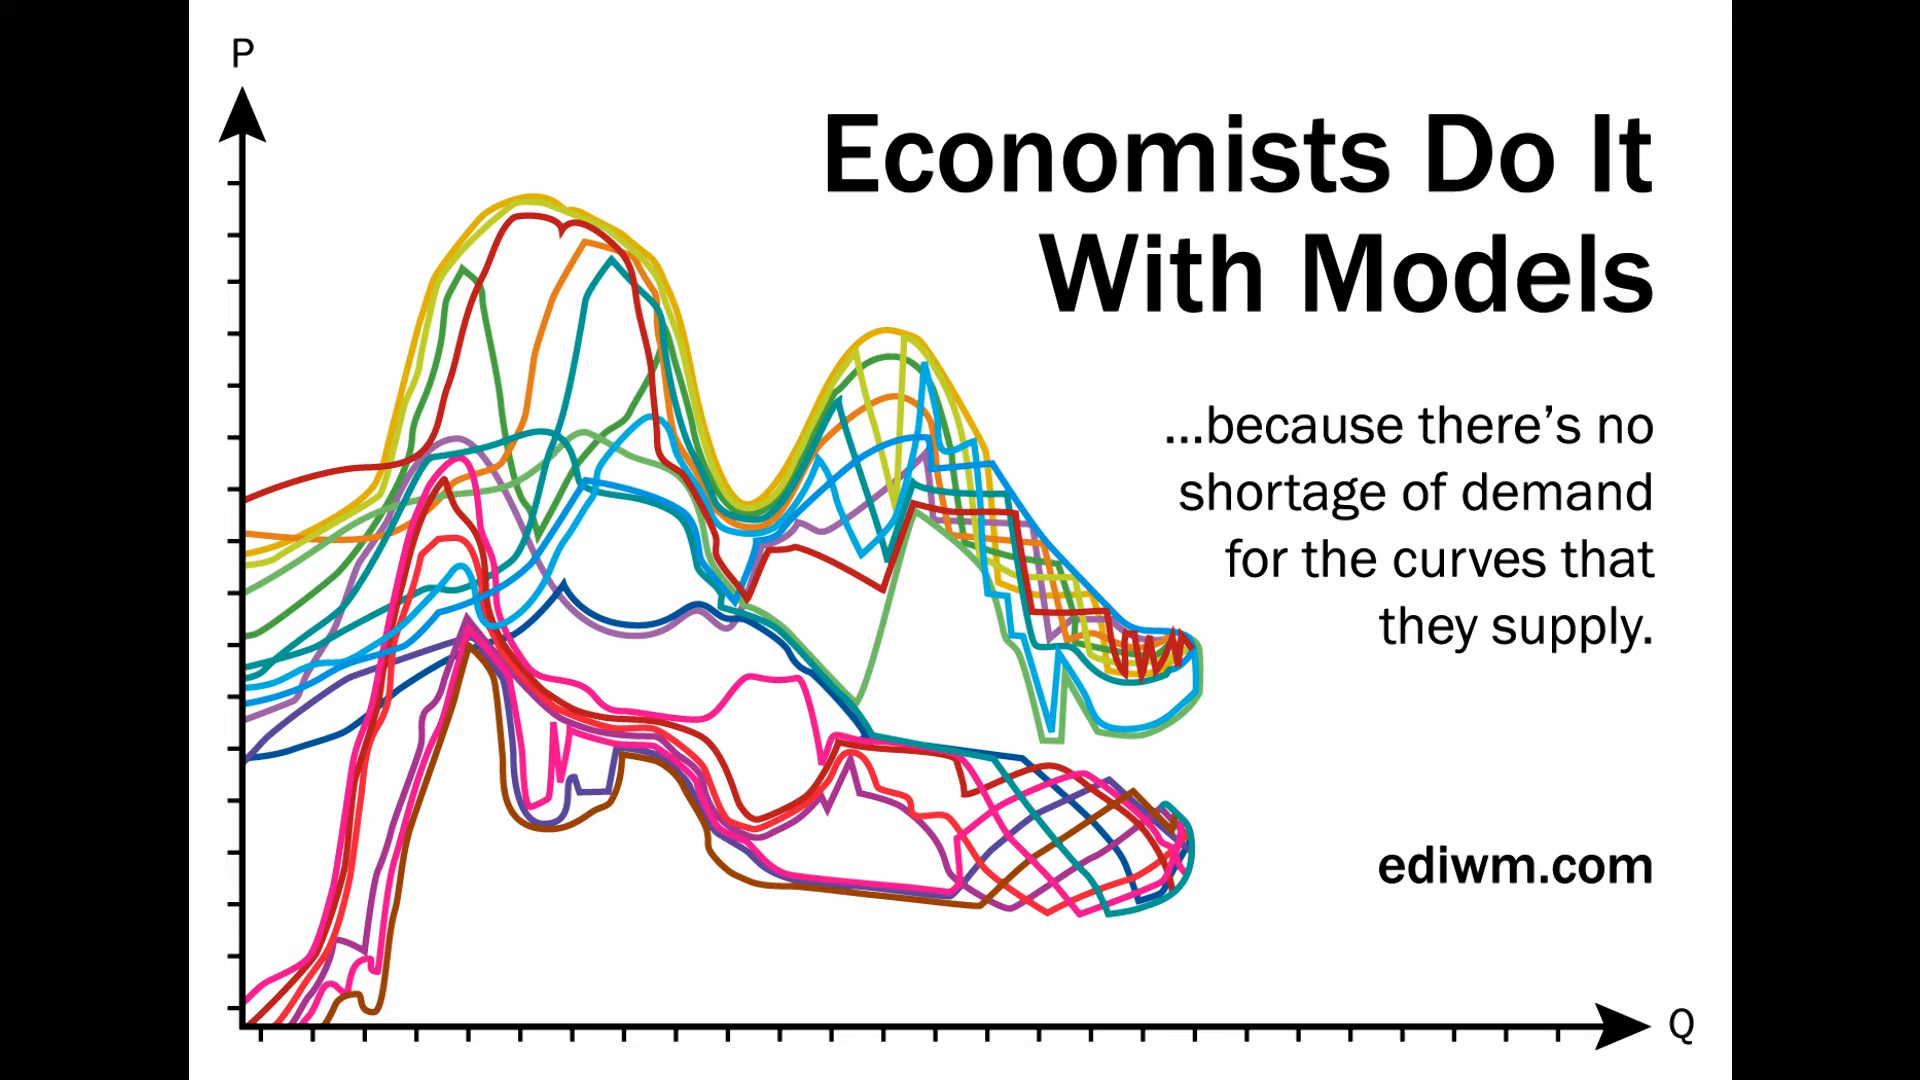 P
Economists Do It
With Models
...because there’s no
shortage of demand
for the curves that
they supply.
ediwm.com
Q